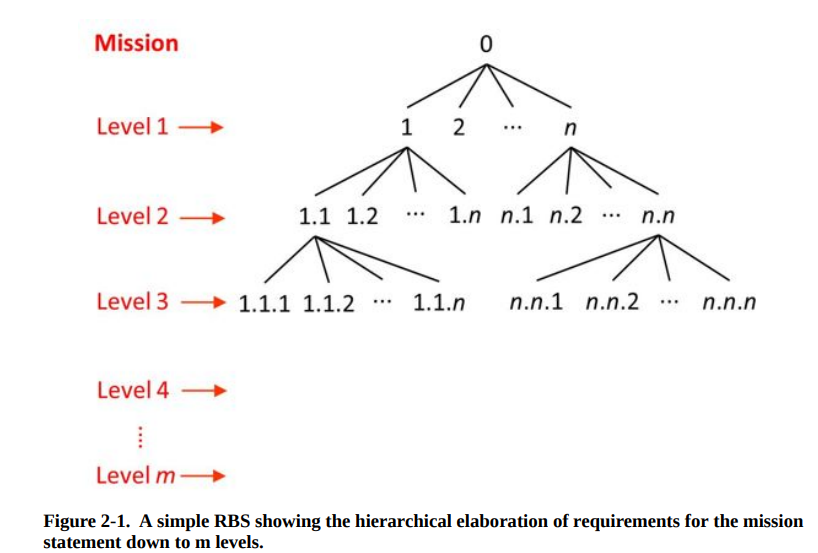 Mission 0
Level 1 1 2 ... n
Level 2 1.1 1.2 ... 1.n n.1 n.2 ... n.n
Level 3 1.1.1 1.1.2 ... 1.1.n n.n.1 n.n.2 ... n.n.n
Level 4
Level m
Figure 2-1. A simple RBS showing the hierarchical elaboration of requirements for the mission
statement down to m levels.